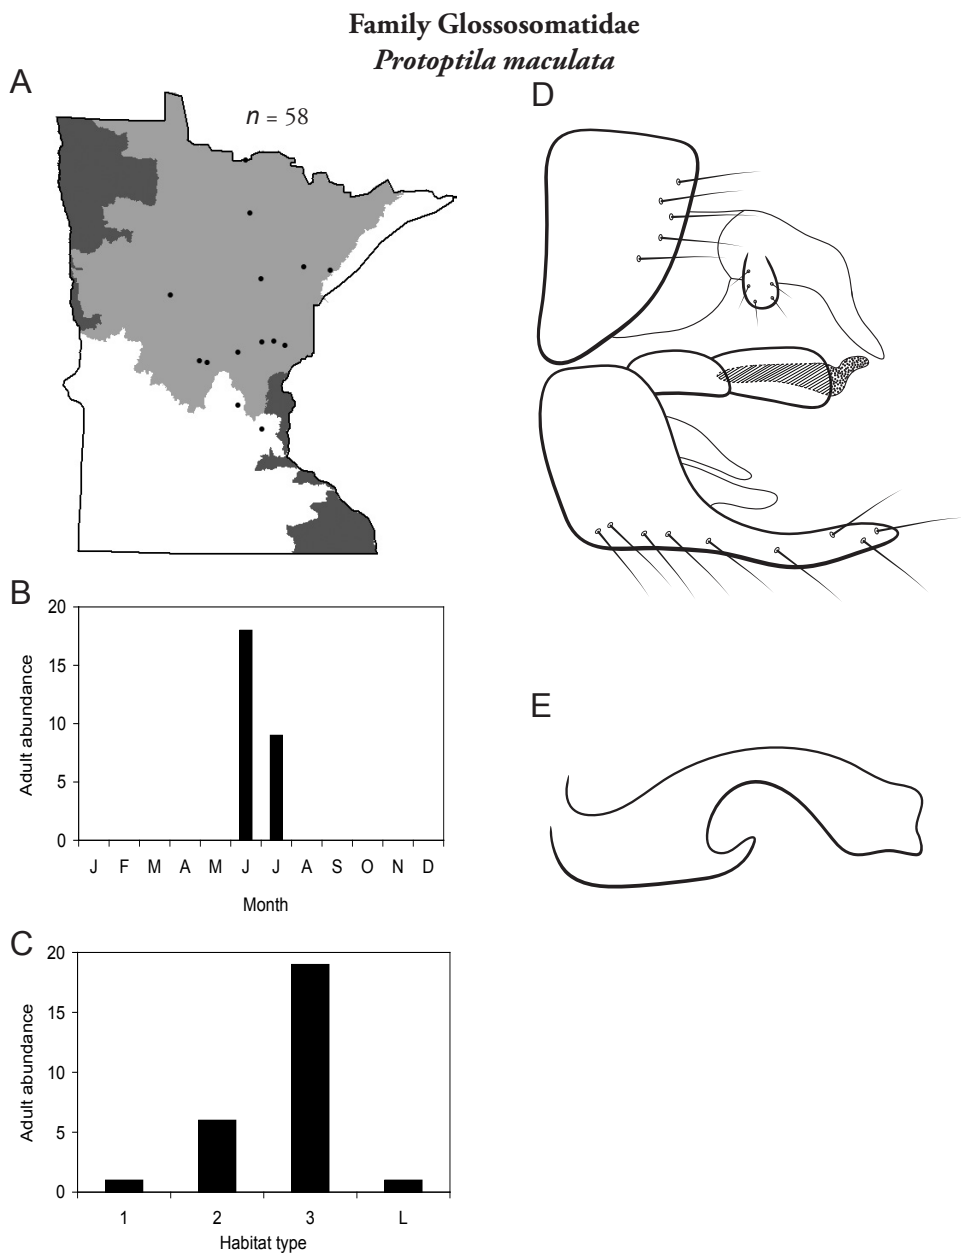 Family Glossosomatidae
Protoptila maculata
A
n = 58
B
20
15
10
5
0
Adult abundance
J F M A M J J A S O N D
Month
C
20
15
10
5
0
Adult abundance
1 2 3 L
Habitat type
D
E